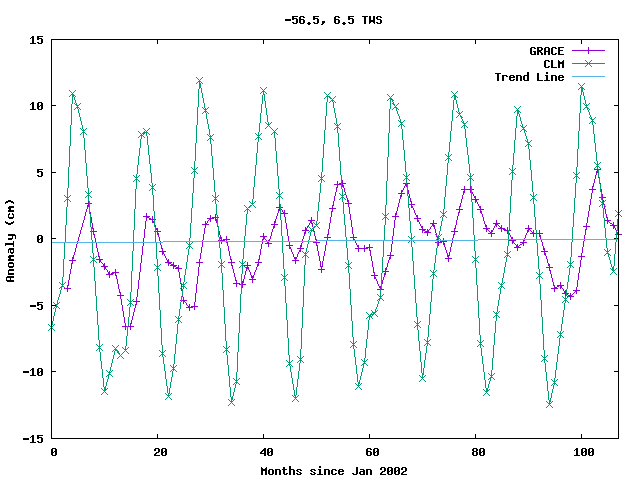 -56.5, 6.5 TWS
GRACE
CLM
Trend Line
15
10
5
0
-5
-10
-15
Anomaly (cm)
0 20 40 60 80 100
Months since Jan 2002